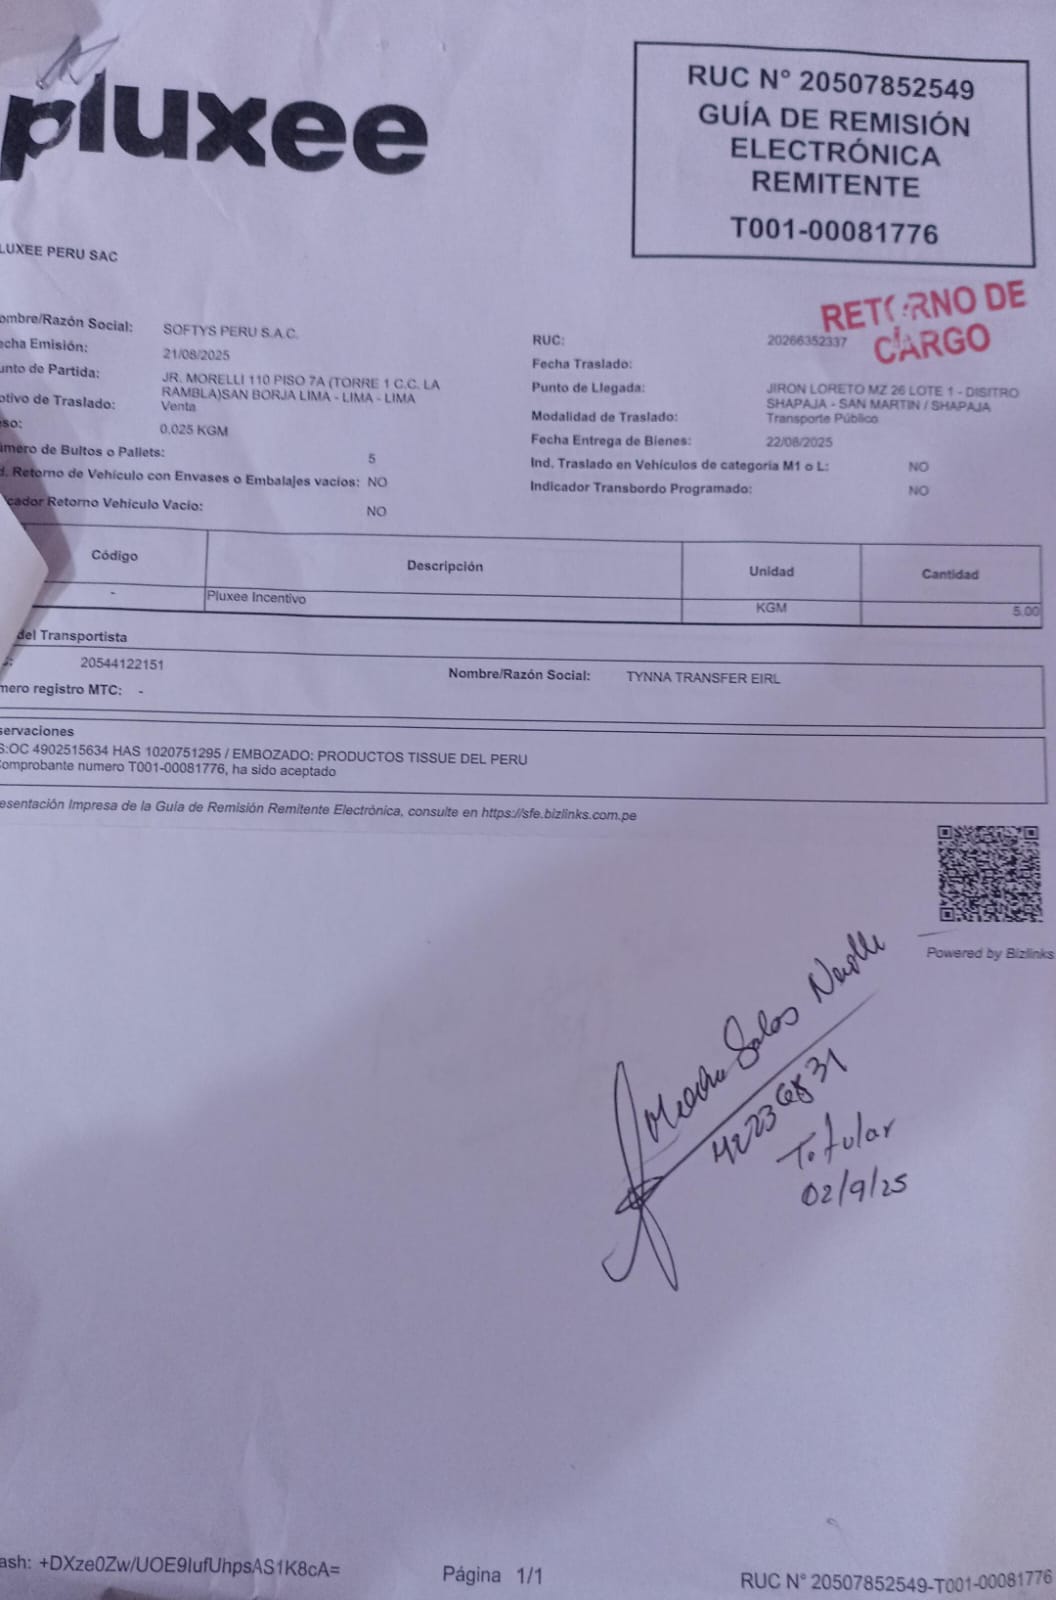 pluxee
RUC N° 20507852549
GUÍA DE REMISIÓN
ELECTRÓNICA
REMITENTE
T001-00081776
LUXEE PERU SAC
RETORNO DE
CARGO
ombre/Razón Social: SOFTYS PERU S.A.C.
RUC: 20266352337
echa Emisión: 21/08/2025
Fecha Traslado:
unto de Partida: JR. MORELLI 110 PISO 7A (TORRE 1 C.C. LA
RAMBLA)SAN BORJA LIMA - LIMA - LIMA
Punto de Llegada: JIRON LORETO MZ 26 LOTE 1 - DISITRO
SHAPAJA - SAN MARTIN / SHAPAJA
otivo de Traslado: Venta
Modalidad de Traslado: Transporte Público
eso: 0.025 KGM
Fecha Entrega de Bienes: 22/08/2025
úmero de Bultos o Pallets: 5
Ind. Traslado en Vehículos de categoría M1 o L: NO
d. Retorno de Vehículo con Envases o Embalajes vacíos: NO
Indicador Transbordo Programado: NO
cador Retorno Vehículo Vacío: NO
Código Descripción Unidad Cantidad
- Pluxee Incentivo KGM 5.00
del Transportista
20544122151
Nombre/Razón Social: TYNNA TRANSFER EIRL
mero registro MTC: -
servaciones
S:OC 4902515634 HAS 1020751295 / EMBOZADO: PRODUCTOS TISSUE DEL PERU
omprobante numero T001-00081776, ha sido aceptado
esentación Impresa de la Guía de Remisión Remitente Electrónica, consulte en https://sfe.bizlinks.com.pe
Powered by Bizlinks
Salas
Titular
02/9/25
ash: +DXze0Zw/UOE9IufUhpsAS1K8cA=
Página 1/1
RUC N° 20507852549-T001-00081776